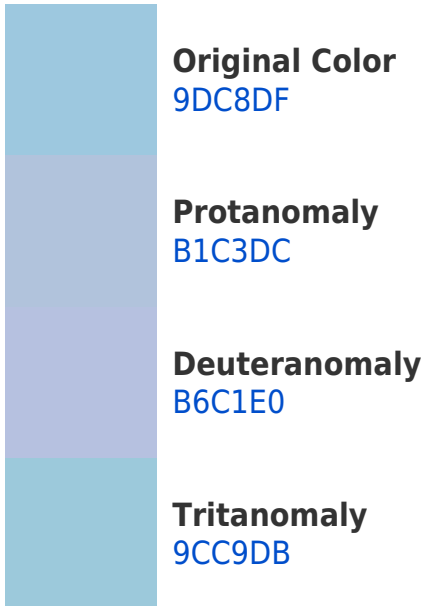 Original Color
9DC8DF
Protanomaly
B1C3DC
Deuteranomaly
B6C1E0
Tritanomaly
9CC9DB